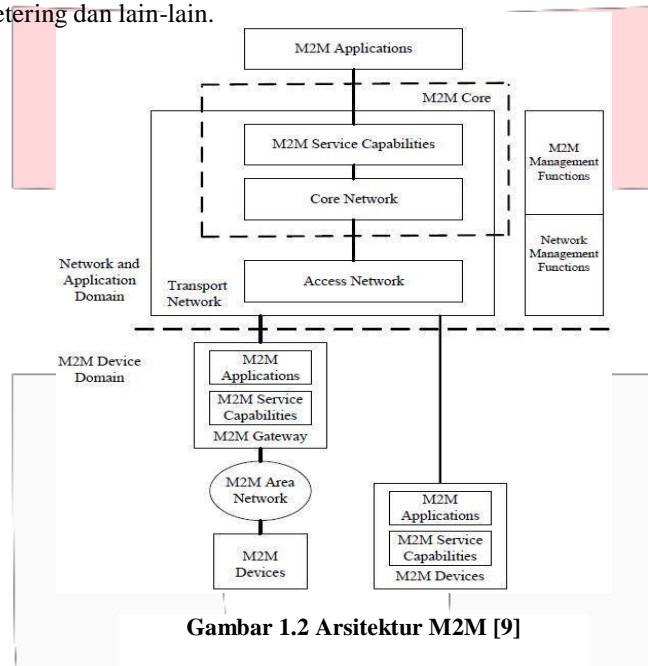 etering dan lain-lain.
M2M Applications
M2M Core
M2M Service Capabilities
Core Network
M2M
Management
Functions
Network
Management
Functions
Network and
Application
Domain
Transport
Network
Access Network
M2M Device
Domain
M2M
Applications
M2M Service
Capabilities
M2M Gateway
M2M Area
Network
M2M
Devices
M2M
Applications
M2M Service
Capabilities
M2M Devices
Gambar 1.2 Arsitektur M2M [9]